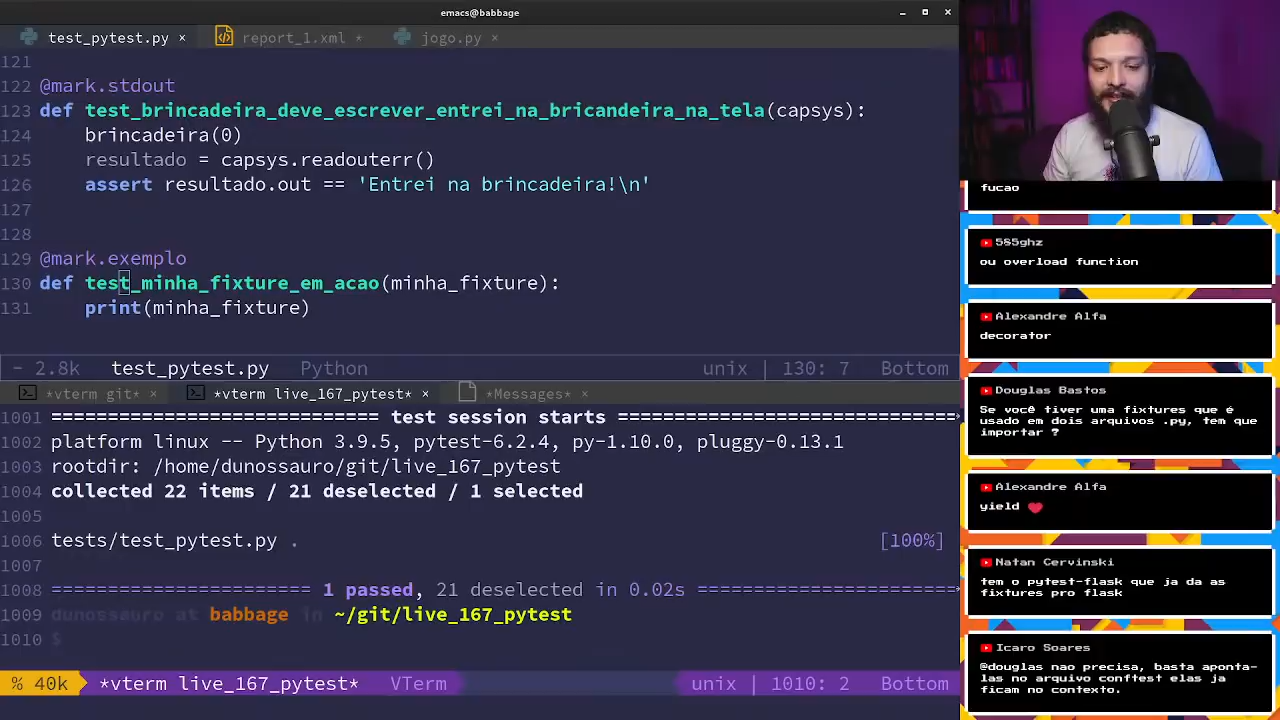 emacs@babbage
test_pytest.py × report_1.xml * jogo.py ×
121
122 @mark.stdout
123 def test_brincadeira_deve_escrever_entrei_na_bricandeira_na_tela(capsys):
124 brincadeira(0)
125 resultado = capsys.readouterr()
126 assert resultado.out == 'Entrei na brincadeira!\n'
127
128
129 @mark.exemplo
130 def test_minha_fixture_em_acao(minha_fixture):
131 print(minha_fixture)
- 2.8k test_pytest.py Python unix | 130: 7 Bottom
*vterm git* × *vterm live_167_pytest* × *Messages* ×
1001 ============================= test session starts ==============================
1002 platform linux -- Python 3.9.5, pytest-6.2.4, py-1.10.0, pluggy-0.13.1
1003 rootdir: /home/dunossauro/git/live_167_pytest
1004 collected 22 items / 21 deselected / 1 selected
1005
1006 tests/test_pytest.py . [100%]
1007
1008 ======================= 1 passed, 21 deselected in 0.02s =======================
1009 dunossauro at babbage in ~/git/live_167_pytest
1010 $
% 40k *vterm live_167_pytest* VTerm unix | 1010: 2 Bottom
fucao
585ghz
ou overload function
Alexandre Alfa
decorator
Douglas Bastos
Se você tiver uma fixtures que é
usado em dois arquivos .py, tem que
importar ?
Alexandre Alfa
yield ❤
Natan Cervinski
tem o pytest-flask que ja da as
fixtures pro flask
Icaro Soares
@douglas nao precisa, basta aponta-
las no arquivo conftest elas ja
ficam no contexto.